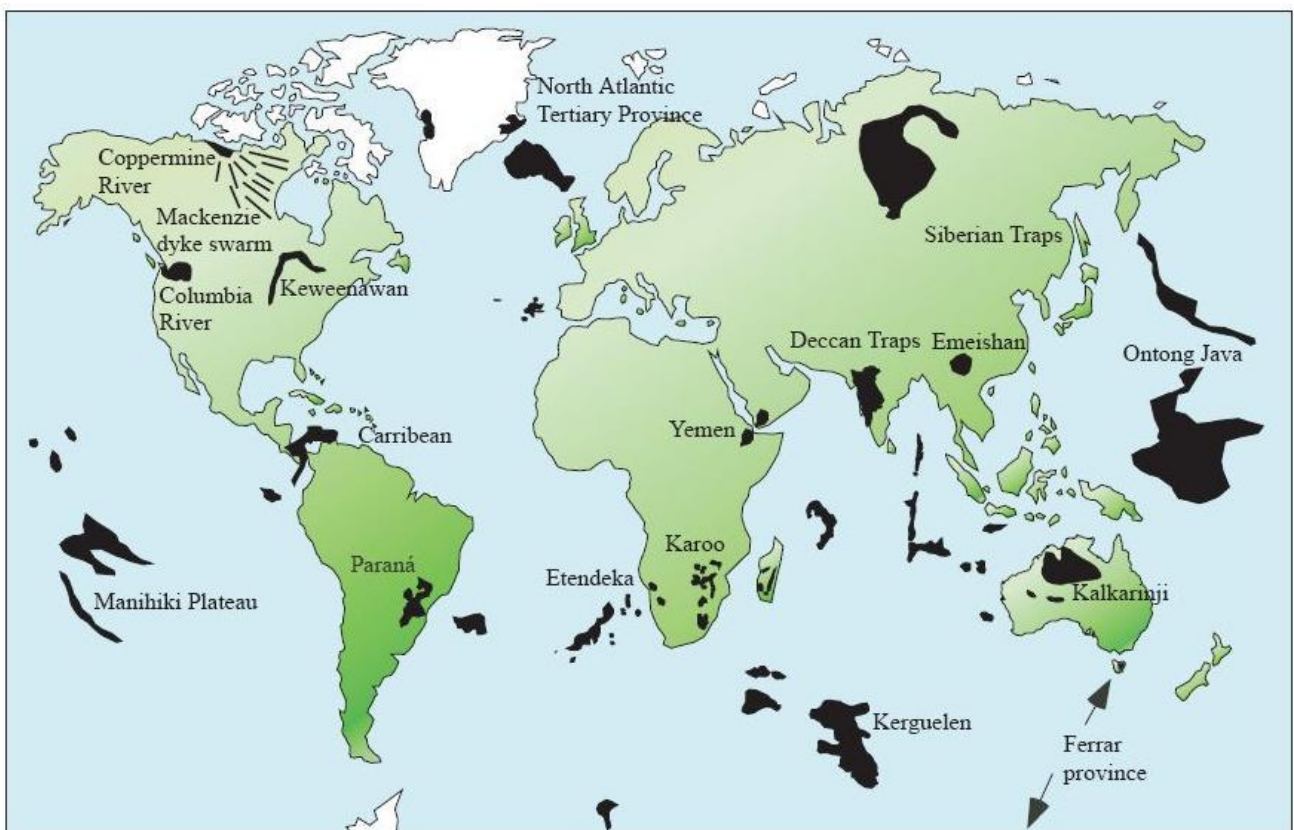 North Atlantic
Tertiary Province
Coppermine
River
Mackenzie
dyke swarm
Siberian Traps
Keweenawan
Columbia
River
Deccan Traps
Emeishan
Ontong Java
Yemen
Carribean
Karoo
Paraná
Etendeka
Manihiki Plateau
Kalkarinji
Kerguelen
Ferrar
province